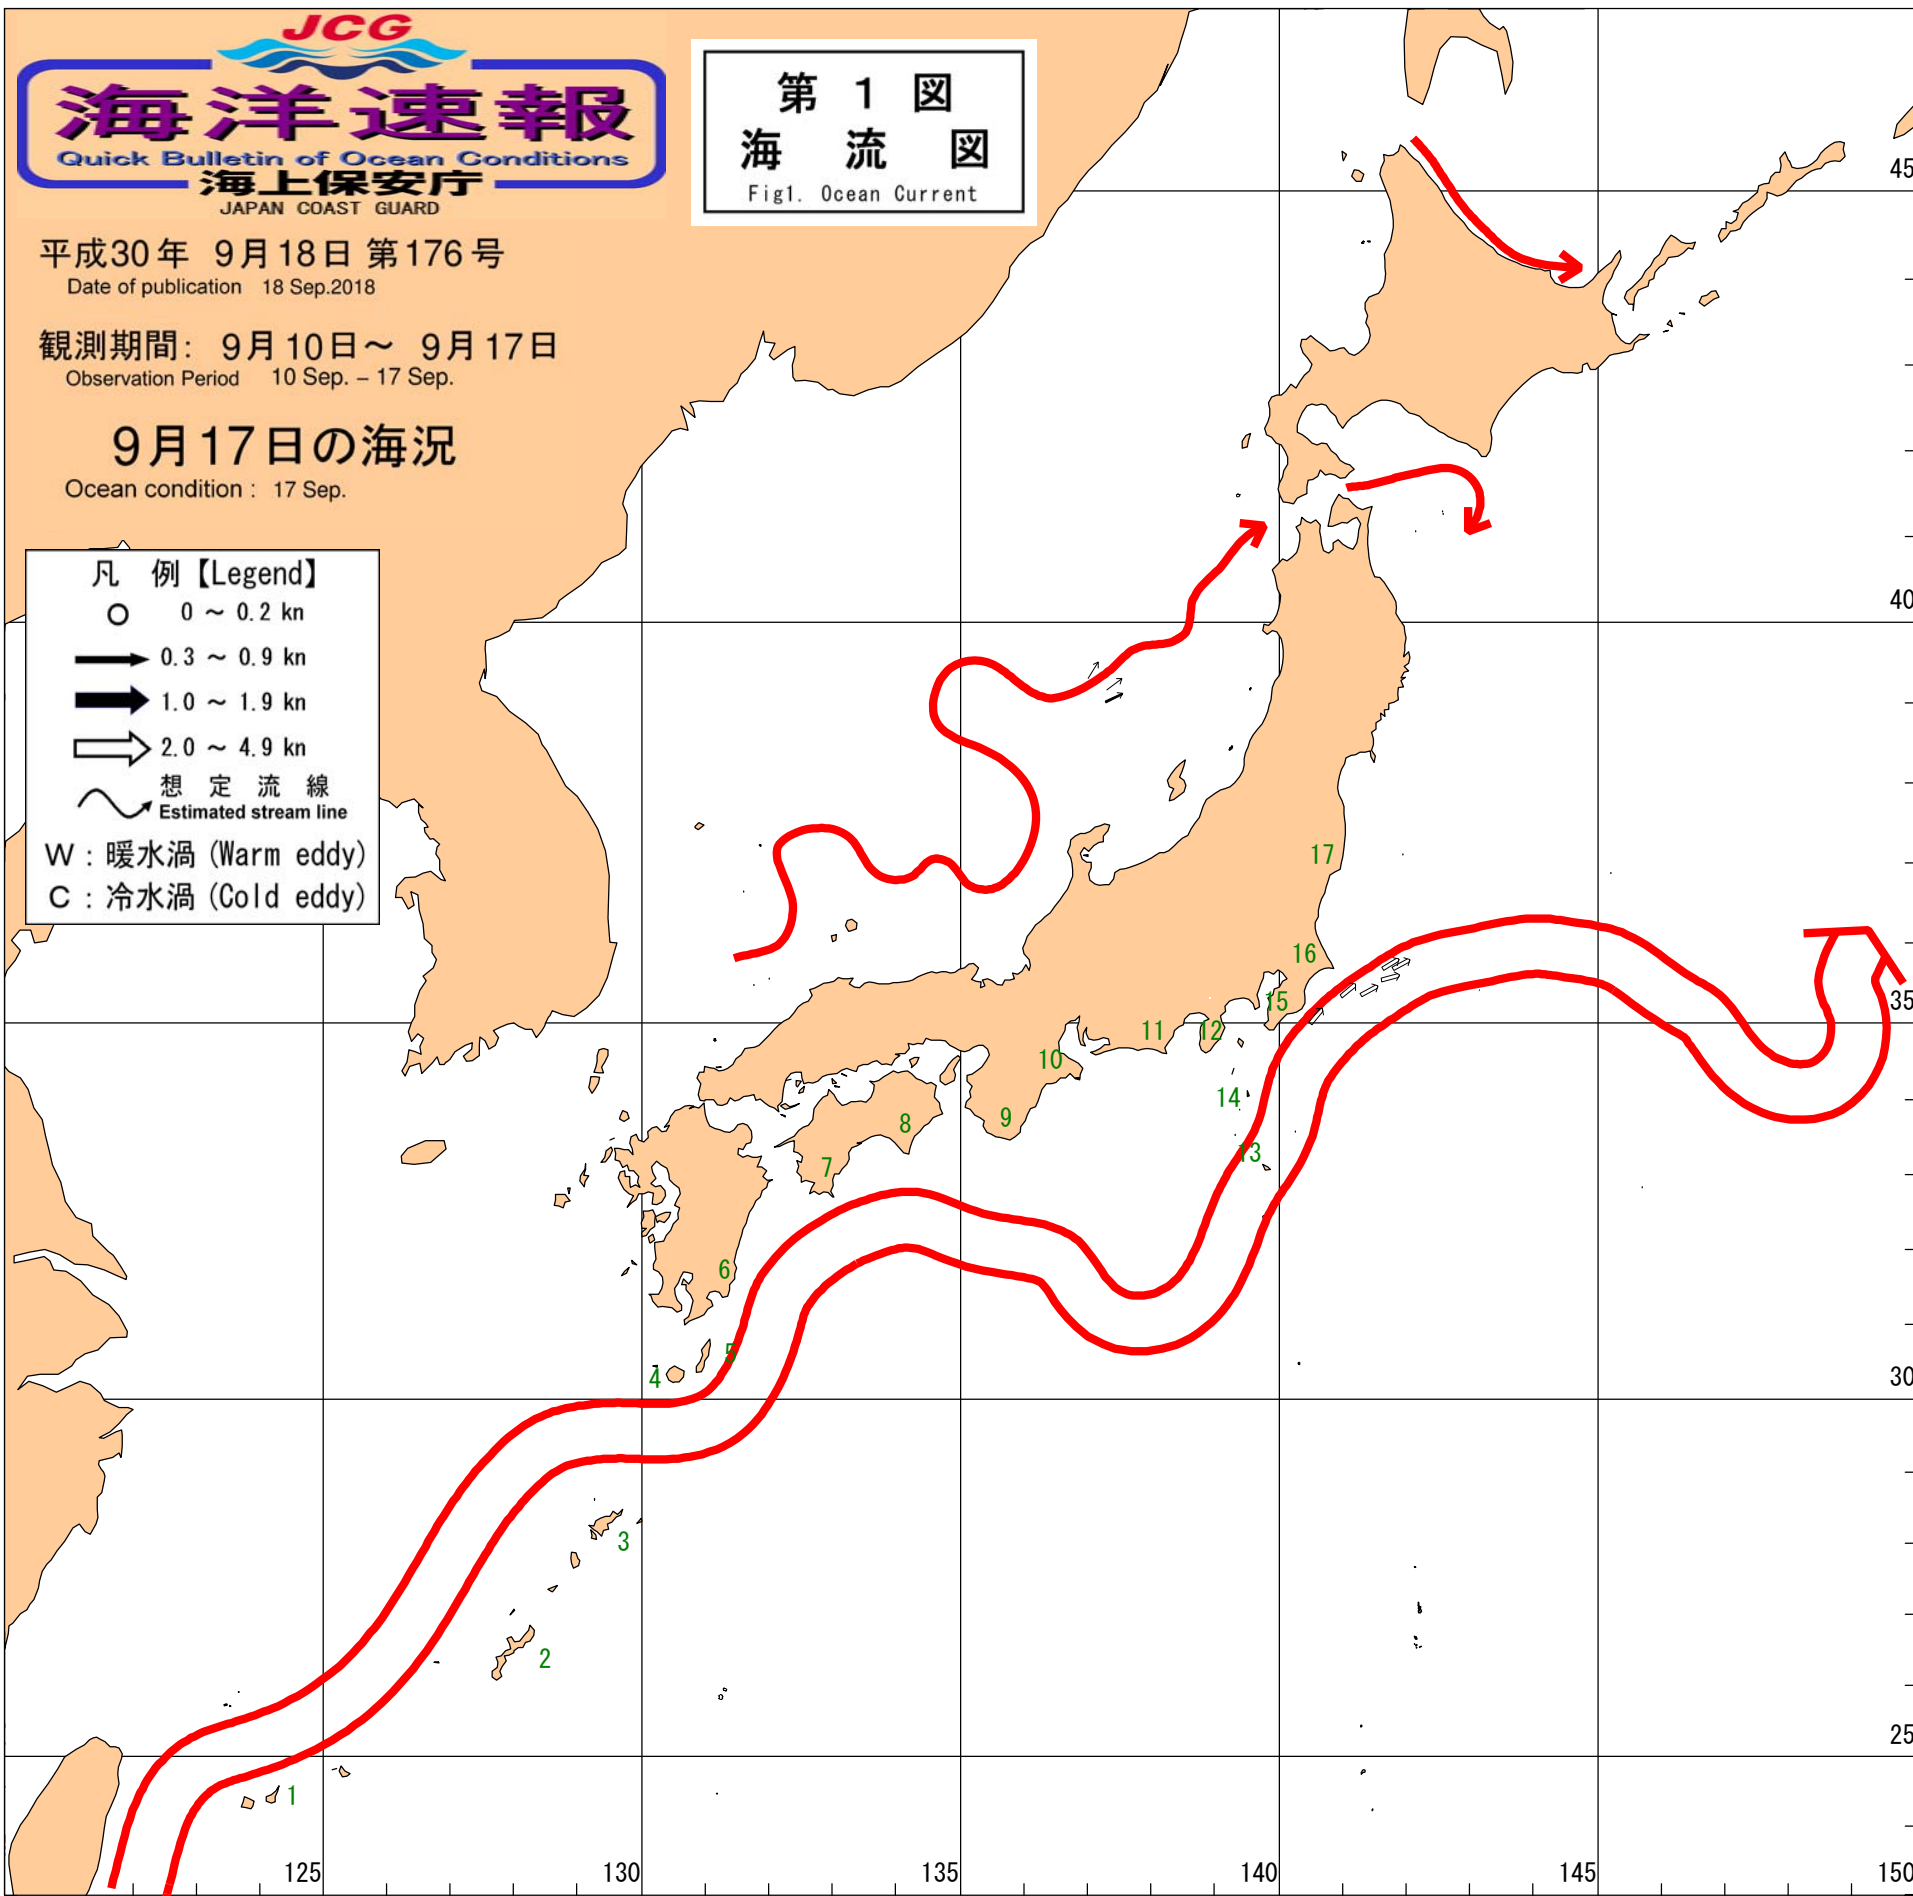 JCG
海洋速報
Quick Bulletin of Ocean Conditions
海上保安庁
JAPAN COAST GUARD
第 1 図
海 流 図
Fig1. Ocean Current
平成30年 9月18日 第176号
Date of publication 18 Sep.2018
観測期間: 9月10日～ 9月17日
Observation Period 10 Sep. – 17 Sep.
9月17日の海況
Ocean condition : 17 Sep.
凡 例【Legend】
0 ～ 0.2 kn
0.3 ～ 0.9 kn
1.0 ～ 1.9 kn
2.0 ～ 4.9 kn
想 定 流 線
Estimated stream line
W : 暖水渦 (Warm eddy)
C : 冷水渦 (Cold eddy)
45
40
17
16
35
15
11
12
10
14
9
8
13
7
6
5
4
30
3
2
25
1
125
130
135
140
145
150